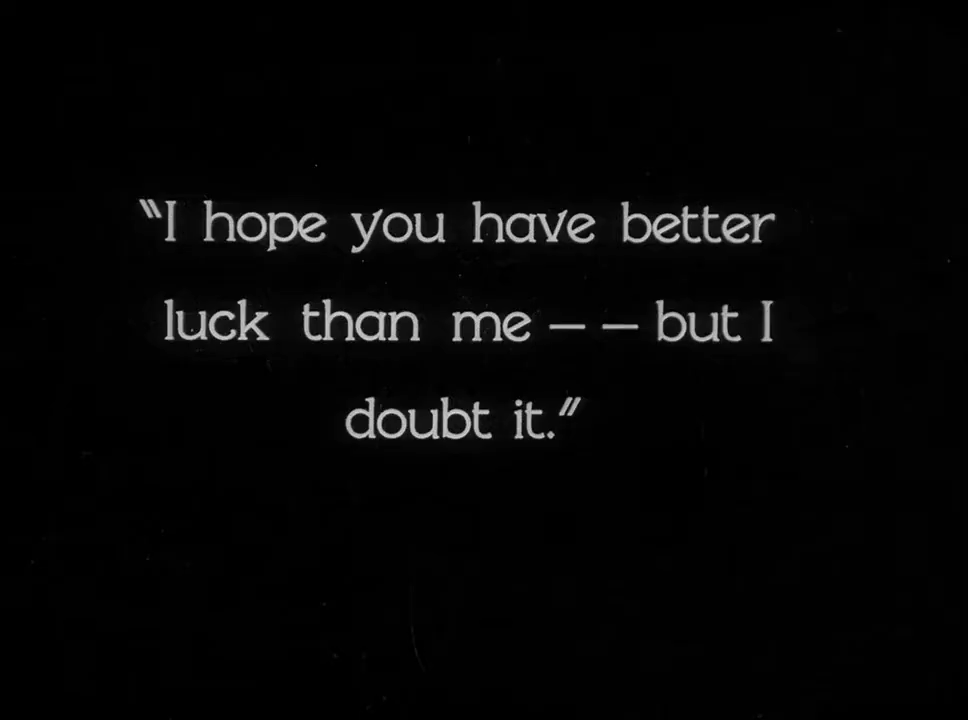 "I hope you have better
luck than me — — but I
doubt it."